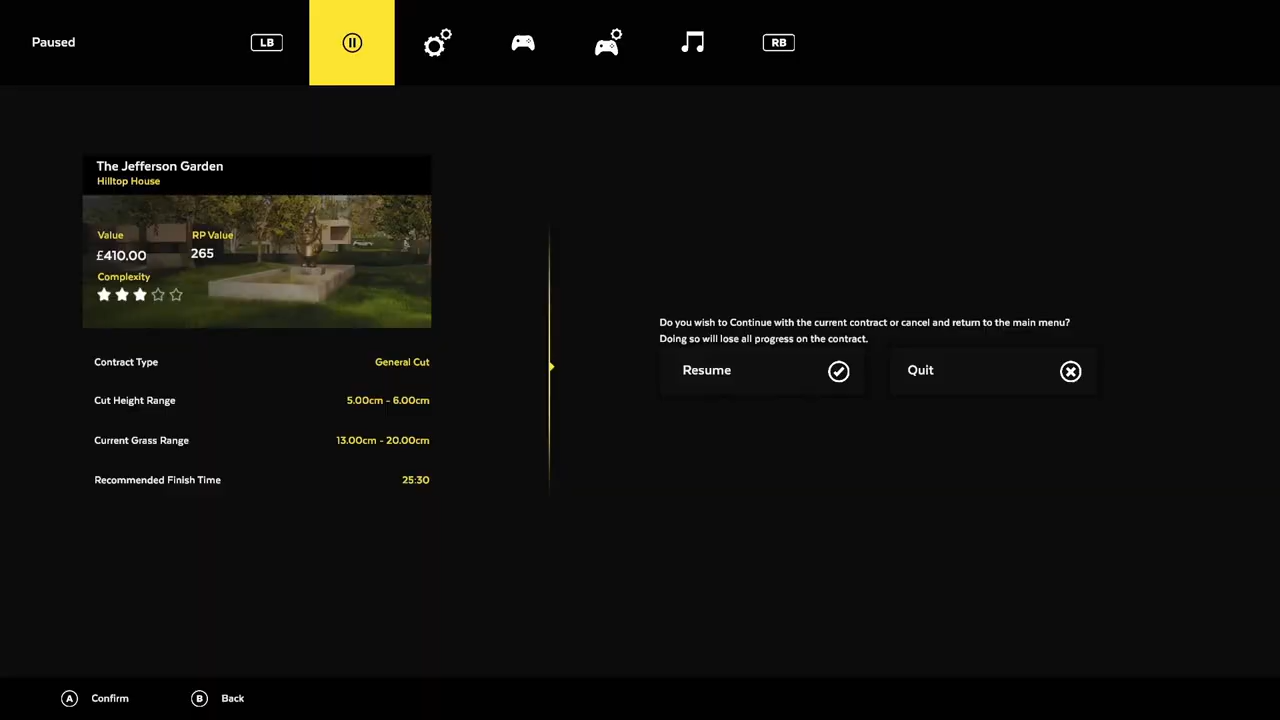 Paused
LB
RB
The Jefferson Garden
Hilltop House
Value
RP Value
£410.00
265
Complexity
Contract Type
General Cut
Cut Height Range
5.00cm - 6.00cm
Current Grass Range
13.00cm - 20.00cm
Recommended Finish Time
25:30
Do you wish to Continue with the current contract or cancel and return to the main menu?
Doing so will lose all progress on the contract.
Resume
Quit
A Confirm
B Back